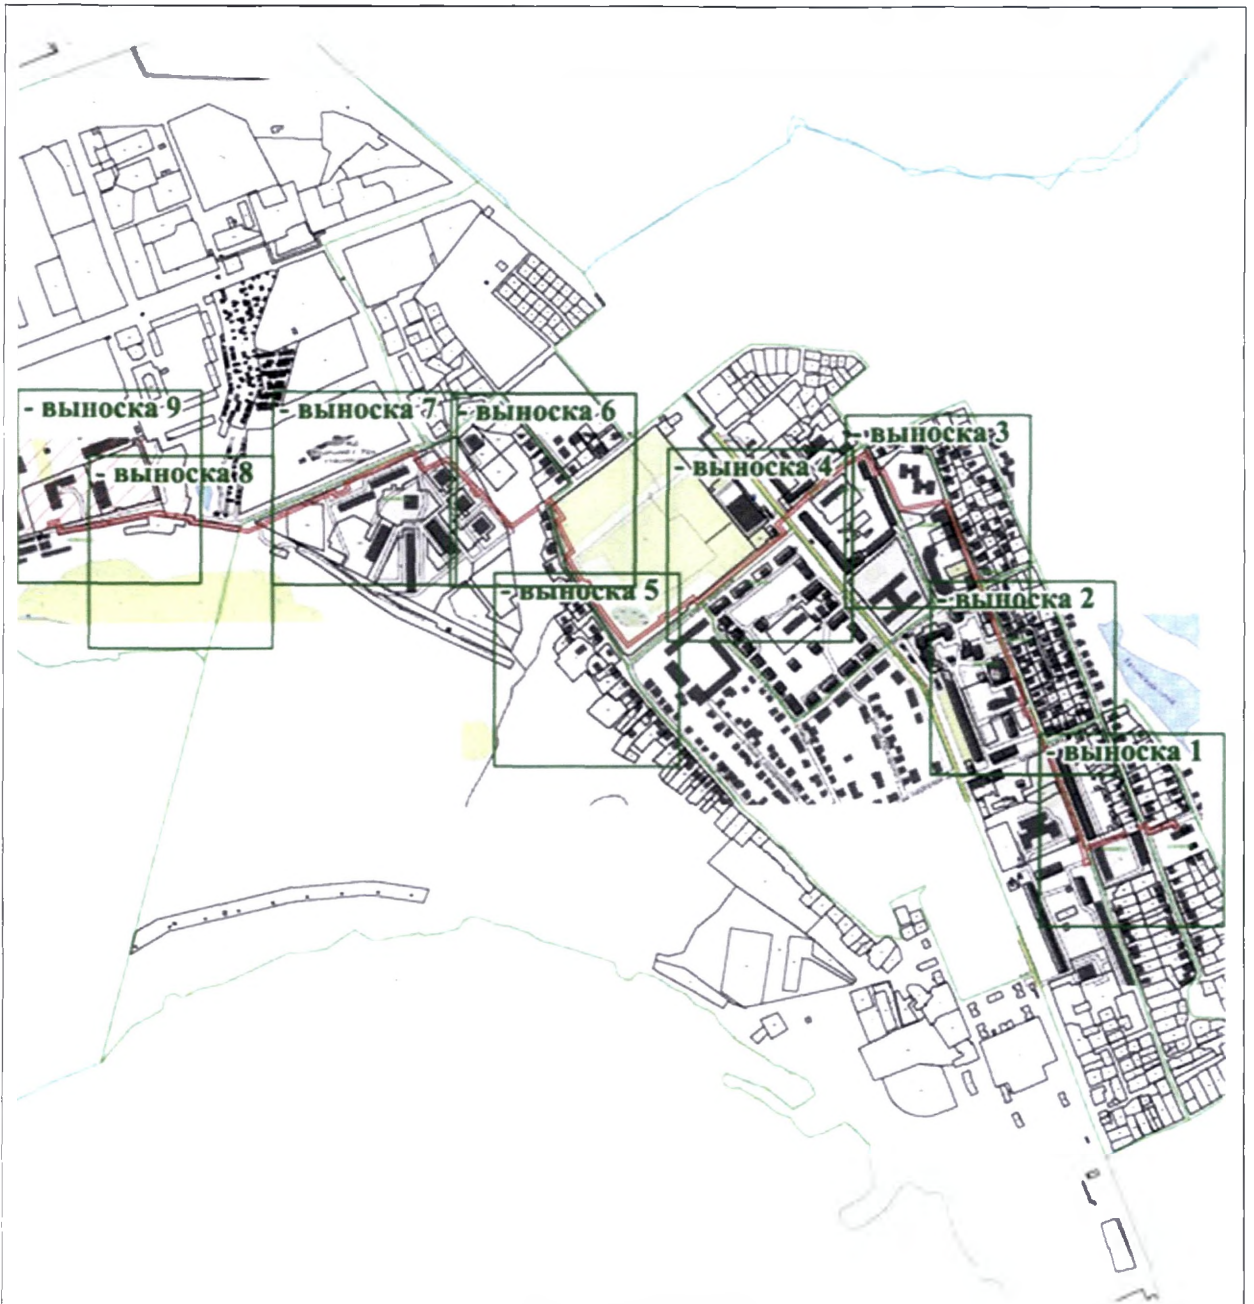 - выноска 9
- выноска 7
- выноска 6
- выноска 3
- выноска 8
- выноска 4
- выноска 5
- выноска 2
- выноска 1